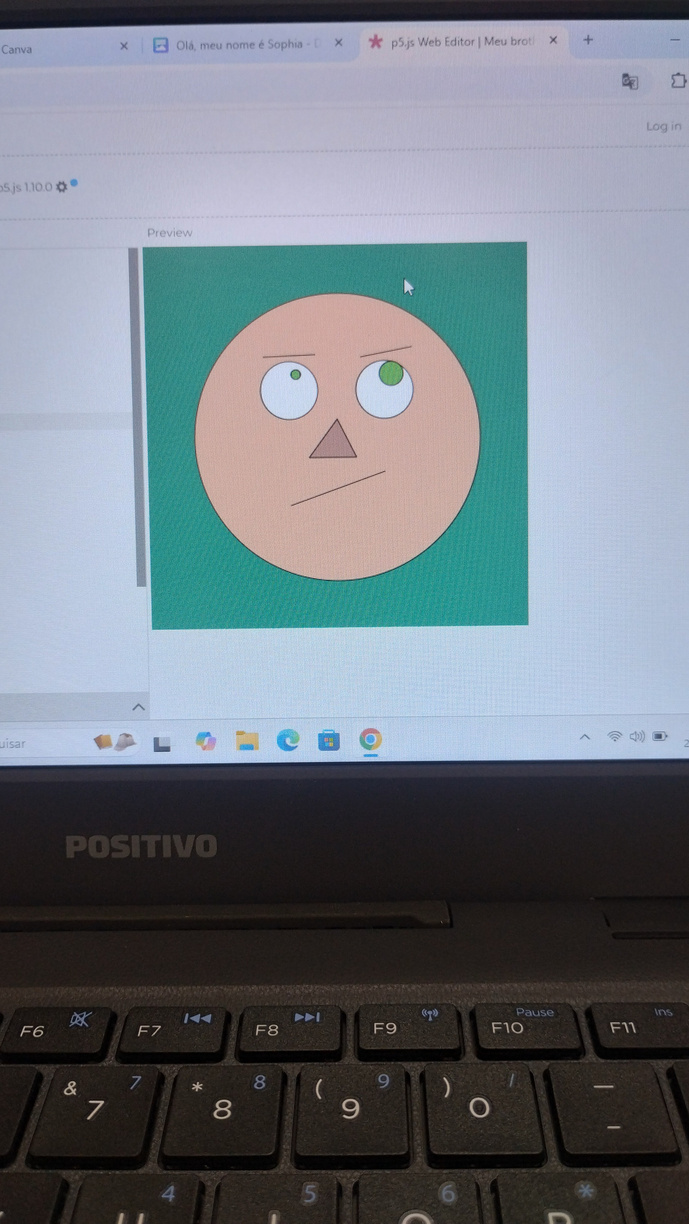 Canva
Olá, meu nome é Sophia -
p5.js Web Editor | Meu brot
Log in
p5.js 1.10.0
Preview
uisar
POSITIVO
F6 F7 F8 F9 F10 Pause F11 Ins
& 7 7 * 8 8 ( 9 9 ) 0 / — -
4 5 6 *